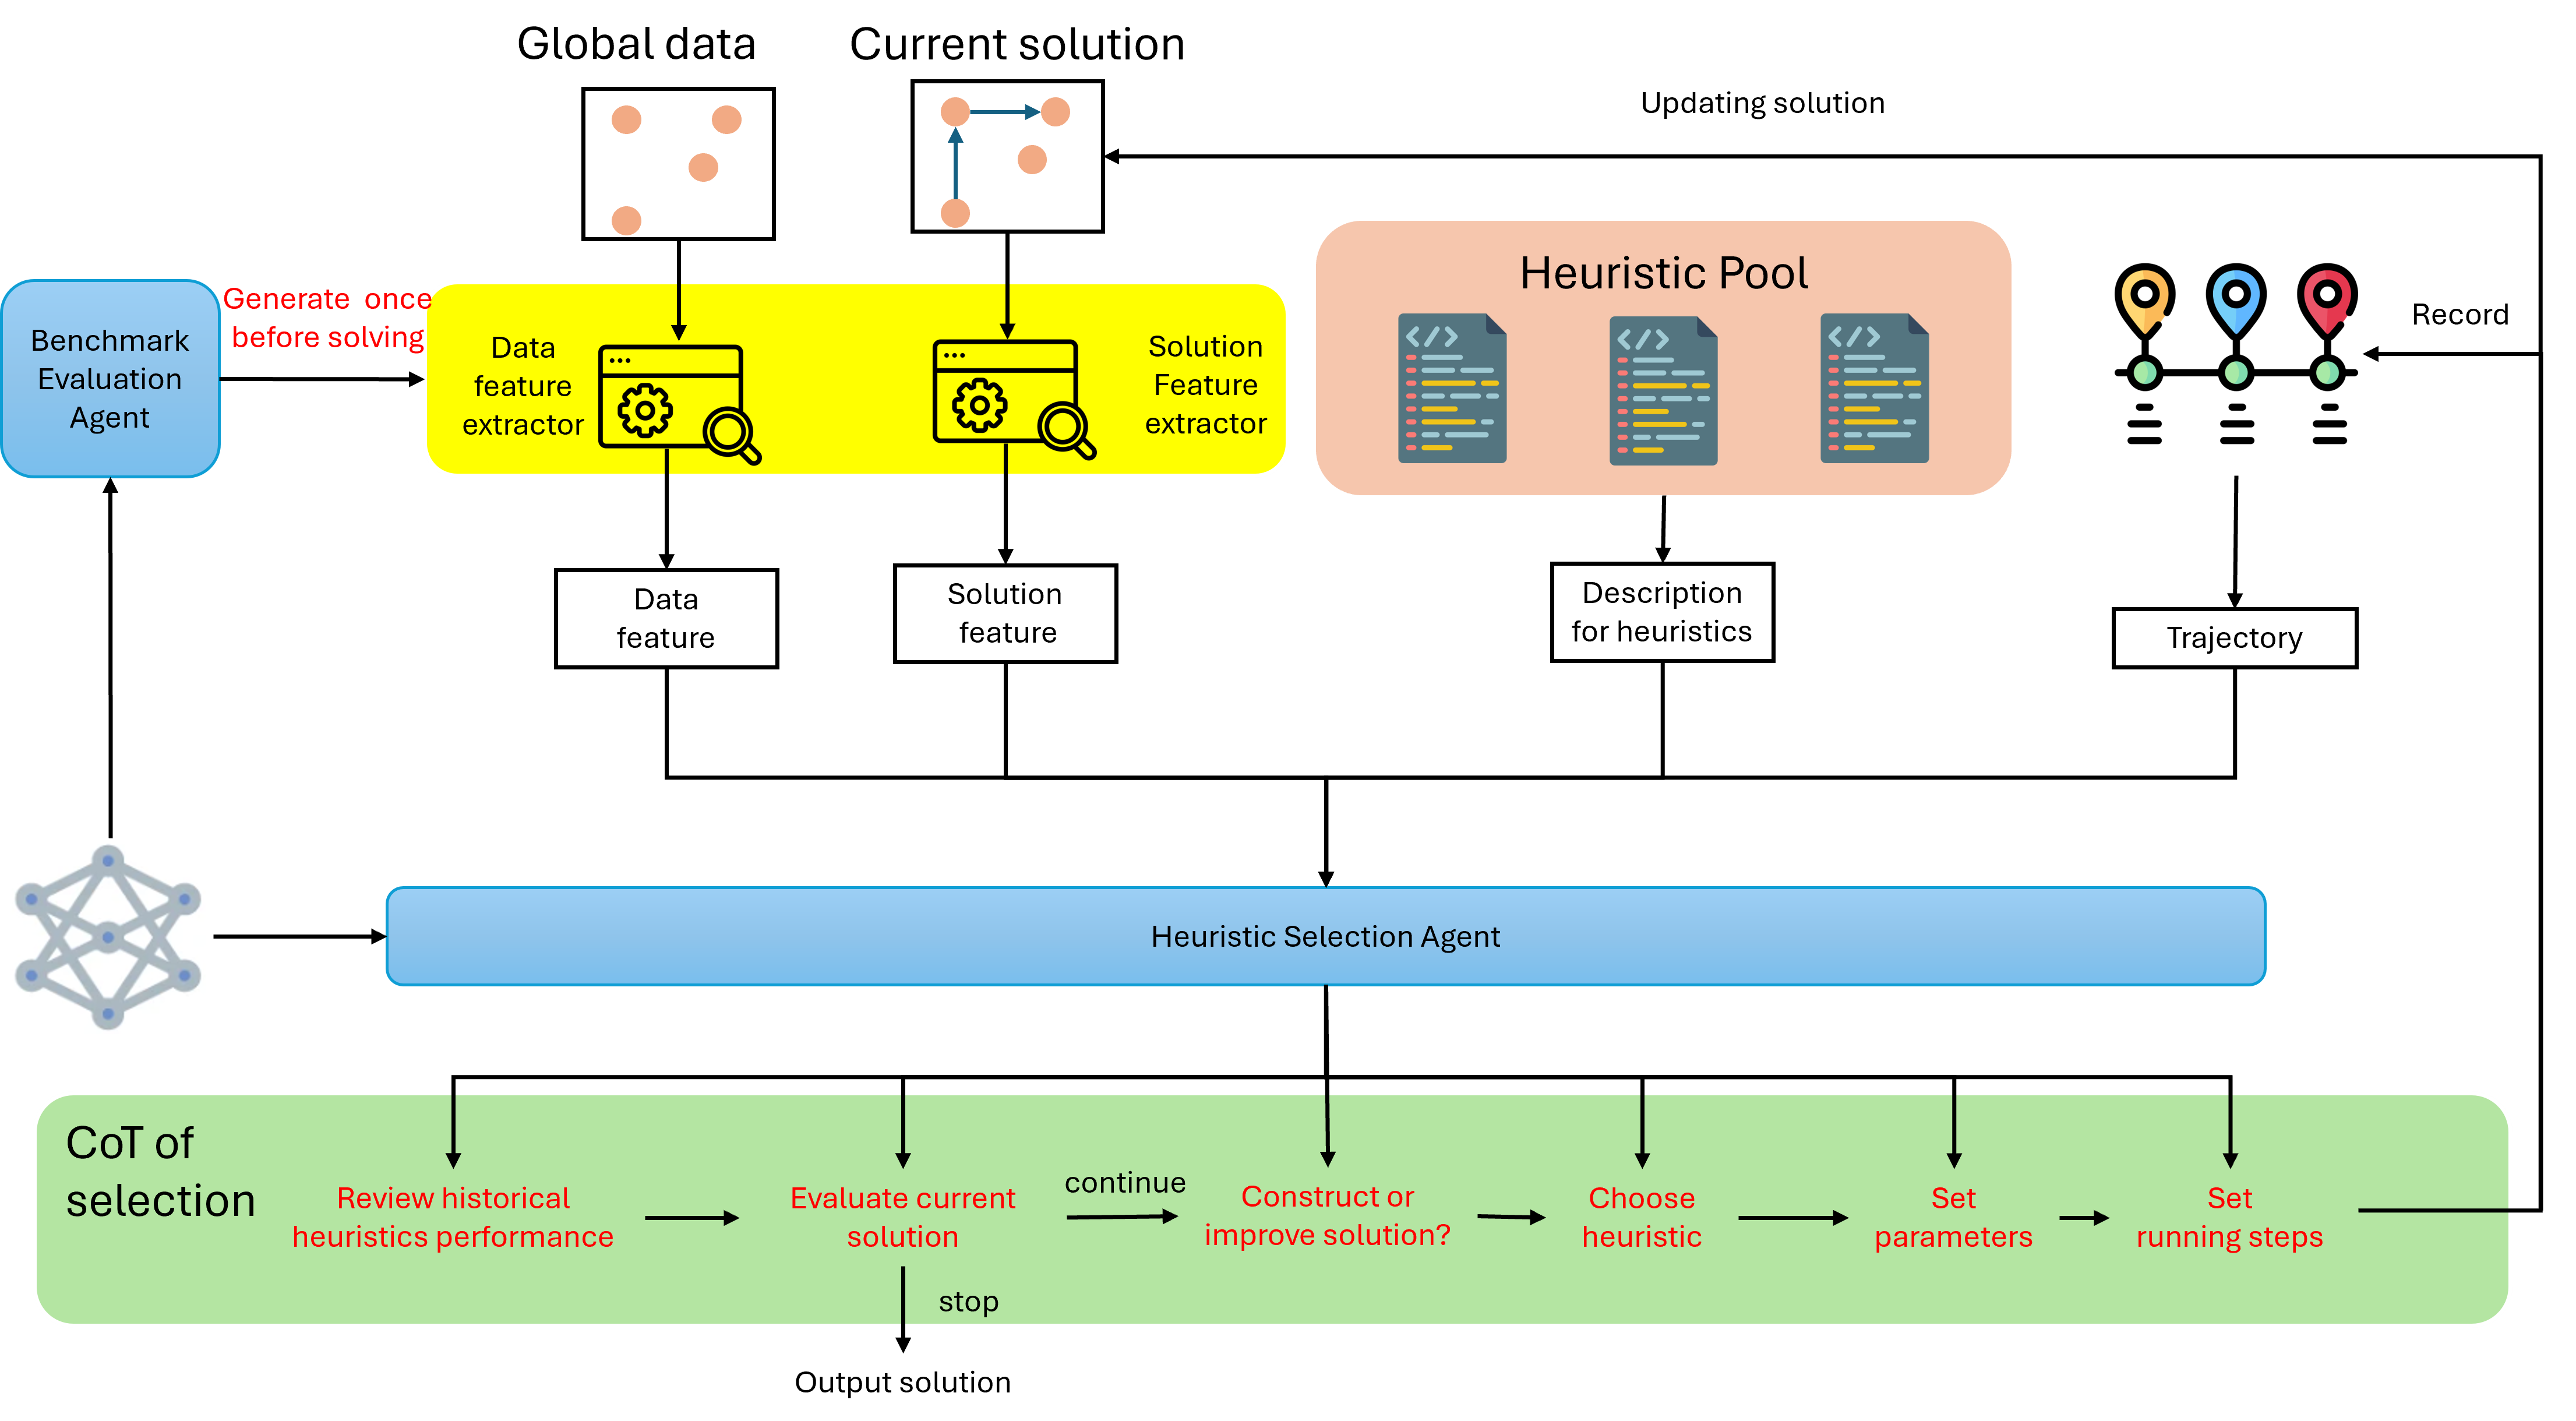 Global data
Current solution
Updating solution
Heuristic Pool
Generate once
before solving
Benchmark
Evaluation
Agent
Data
feature
extractor
Solution
Feature
extractor
Record
Data
feature
Solution
feature
Description
for heuristics
Trajectory
Heuristic Selection Agent
CoT of
selection
Review historical
heuristics performance
Evaluate current
solution
continue
Construct or
improve solution?
Choose
heuristic
Set
parameters
Set
running steps
stop
Output solution